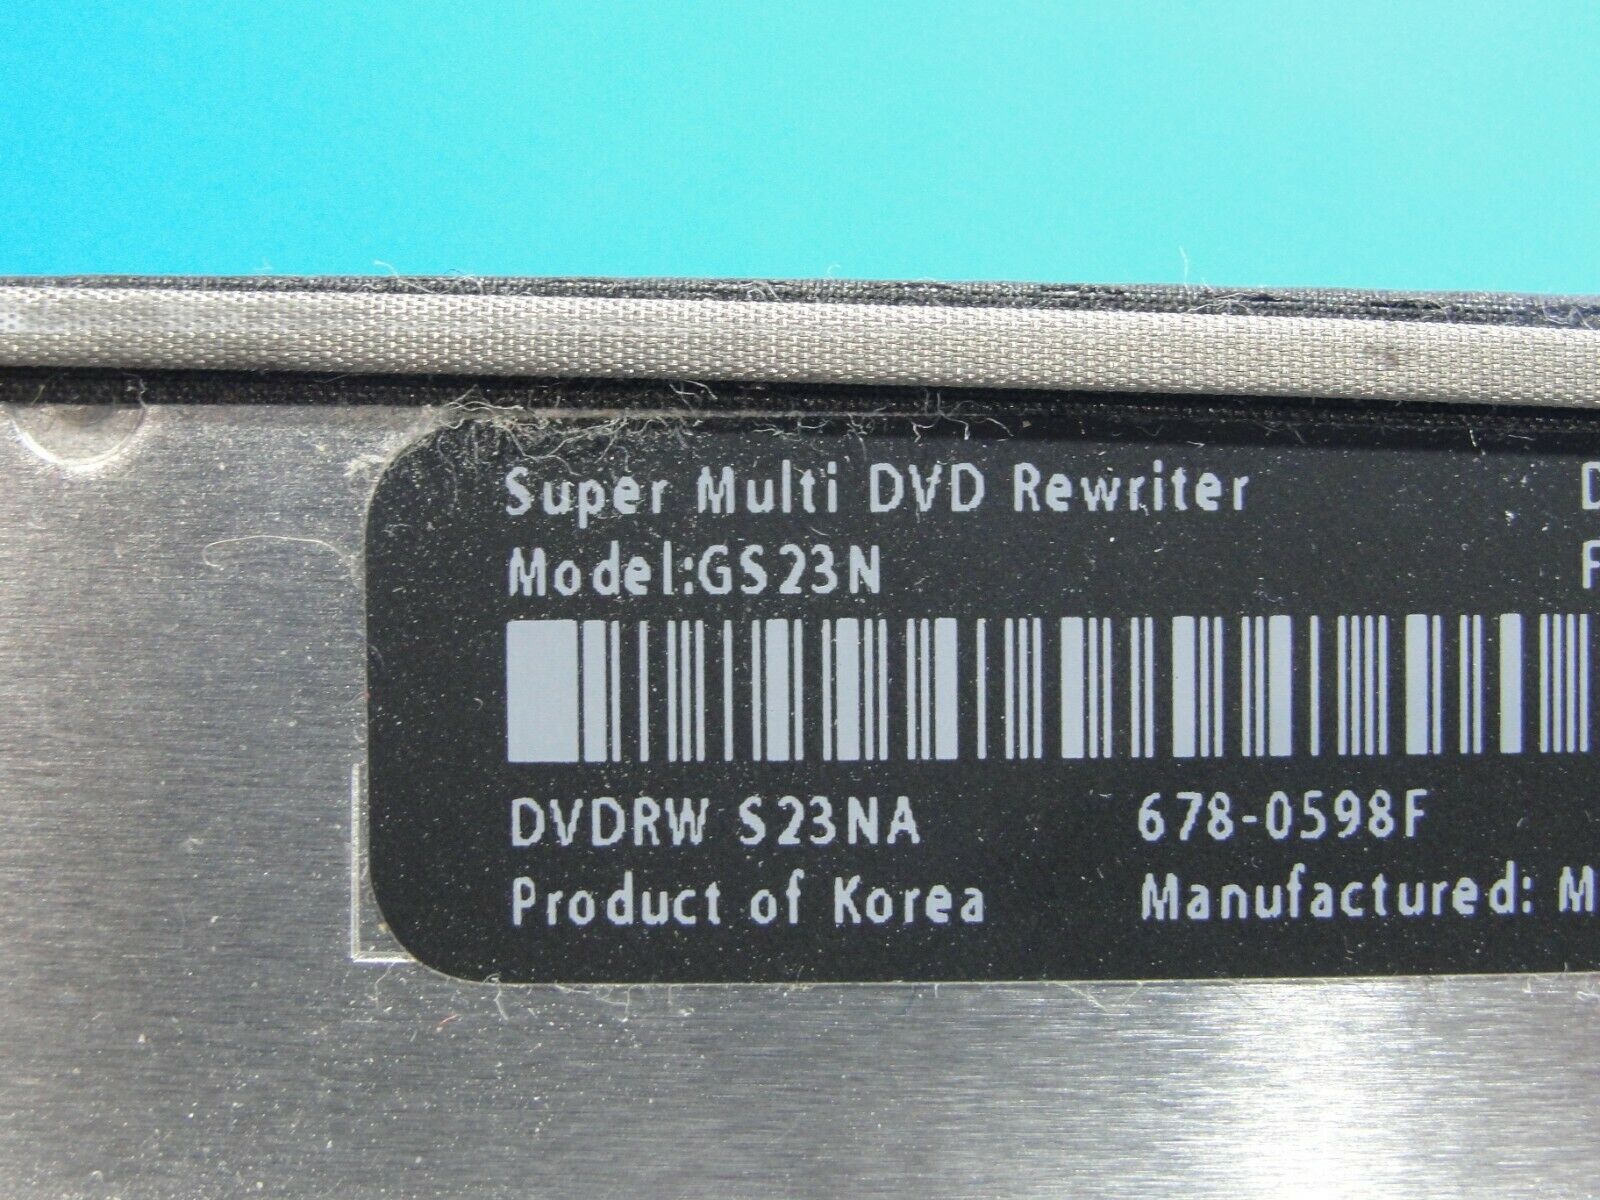 Super Multi DVD Rewriter
Model:GS23N
DVDRW S23NA 678-0598F
Product of Korea Manufactured: